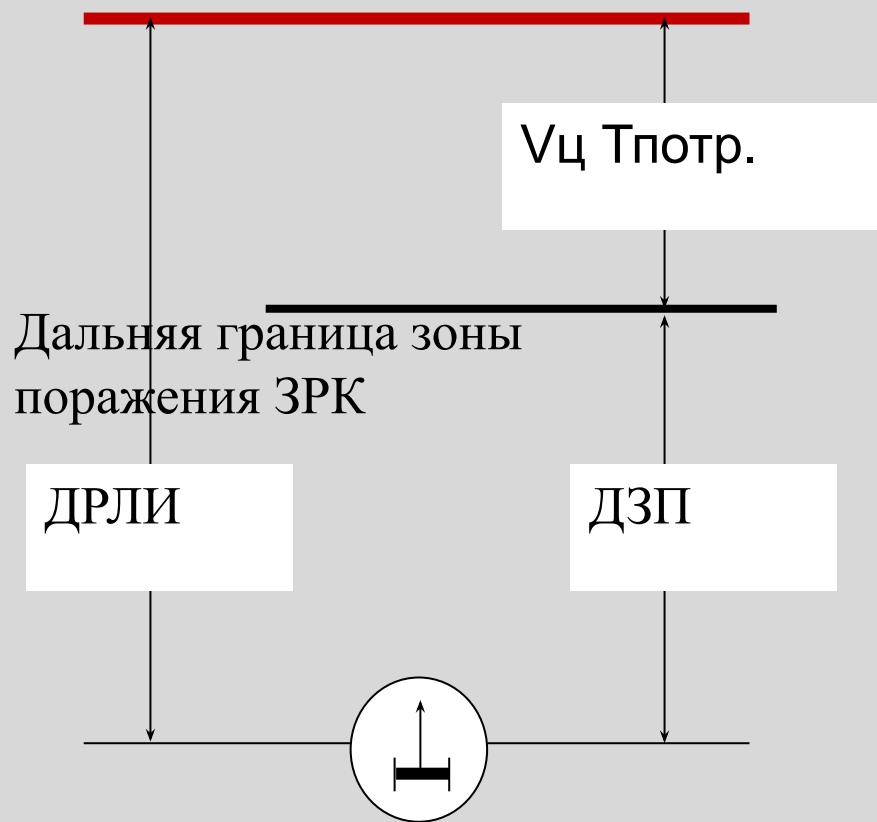 Vц Тпотр.
Дальняя граница зоны
поражения ЗРК
ДРЛИ
ДЗП